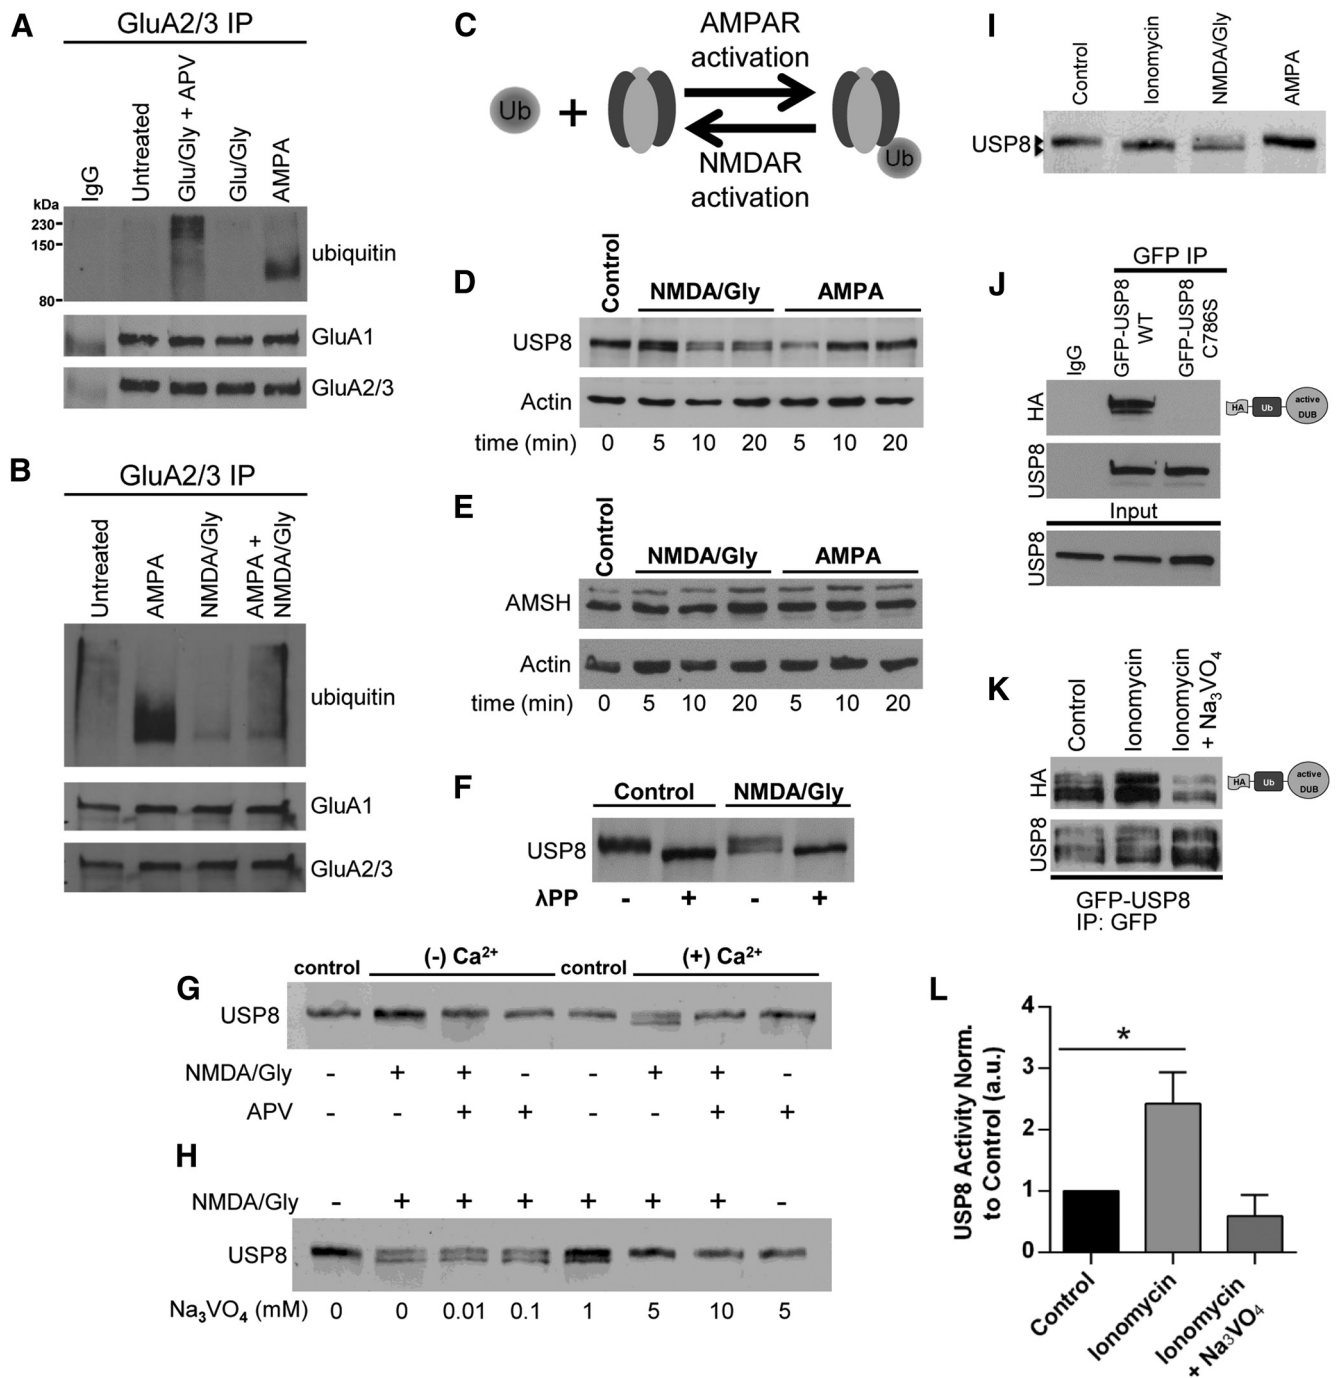 A
GluA2/3 IP
IgG
Untreated
Glu/Gly + APV
Glu/Gly
AMPA
kDa
230
150
80
ubiquitin
GluA1
GluA2/3
B
GluA2/3 IP
Untreated
AMPA
NMDA/Gly
AMPA +
NMDA/Gly
ubiquitin
GluA1
GluA2/3
C
AMPAR
activation
Ub
+
Ub
NMDAR
activation
D
Control
NMDA/Gly
AMPA
USP8
Actin
time (min) 0 5 10 20 5 10 20
E
Control
NMDA/Gly
AMPA
AMSH
Actin
time (min) 0 5 10 20 5 10 20
F
Control
NMDA/Gly
USP8
λPP - + - +
G
control (-) Ca²⁺ control (+) Ca²⁺
USP8
NMDA/Gly - + + - - + + -
APV - - + + - - + +
H
NMDA/Gly - + + + + + + -
USP8
Na₃VO₄ (mM) 0 0 0.01 0.1 1 5 10 5
I
Control
Ionomycin
NMDA/Gly
AMPA
USP8
J
GFP IP
IgG
GFP-USP8
WT
GFP-USP8
C786S
HA
HA
Ub
active
DUB
USP8
Input
USP8
K
Control
Ionomycin
Ionomycin
+ Na₃VO₄
HA
HA
Ub
active
DUB
USP8
GFP-USP8
IP: GFP
L
USP8 Activity Norm.
to Control (a.u.)
4
3
2
1
0
*
Control
Ionomycin
Ionomycin
+ Na₃VO₄